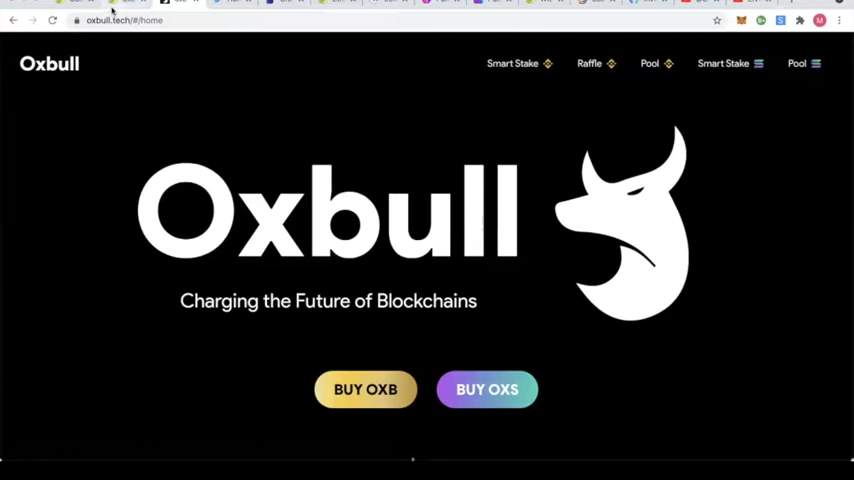 oxbull.tech/#/home
M
Oxbull
Smart Stake Raffle Pool Smart Stake Pool
Oxbull
Charging the Future of Blockchains
BUY OXB BUY OXS